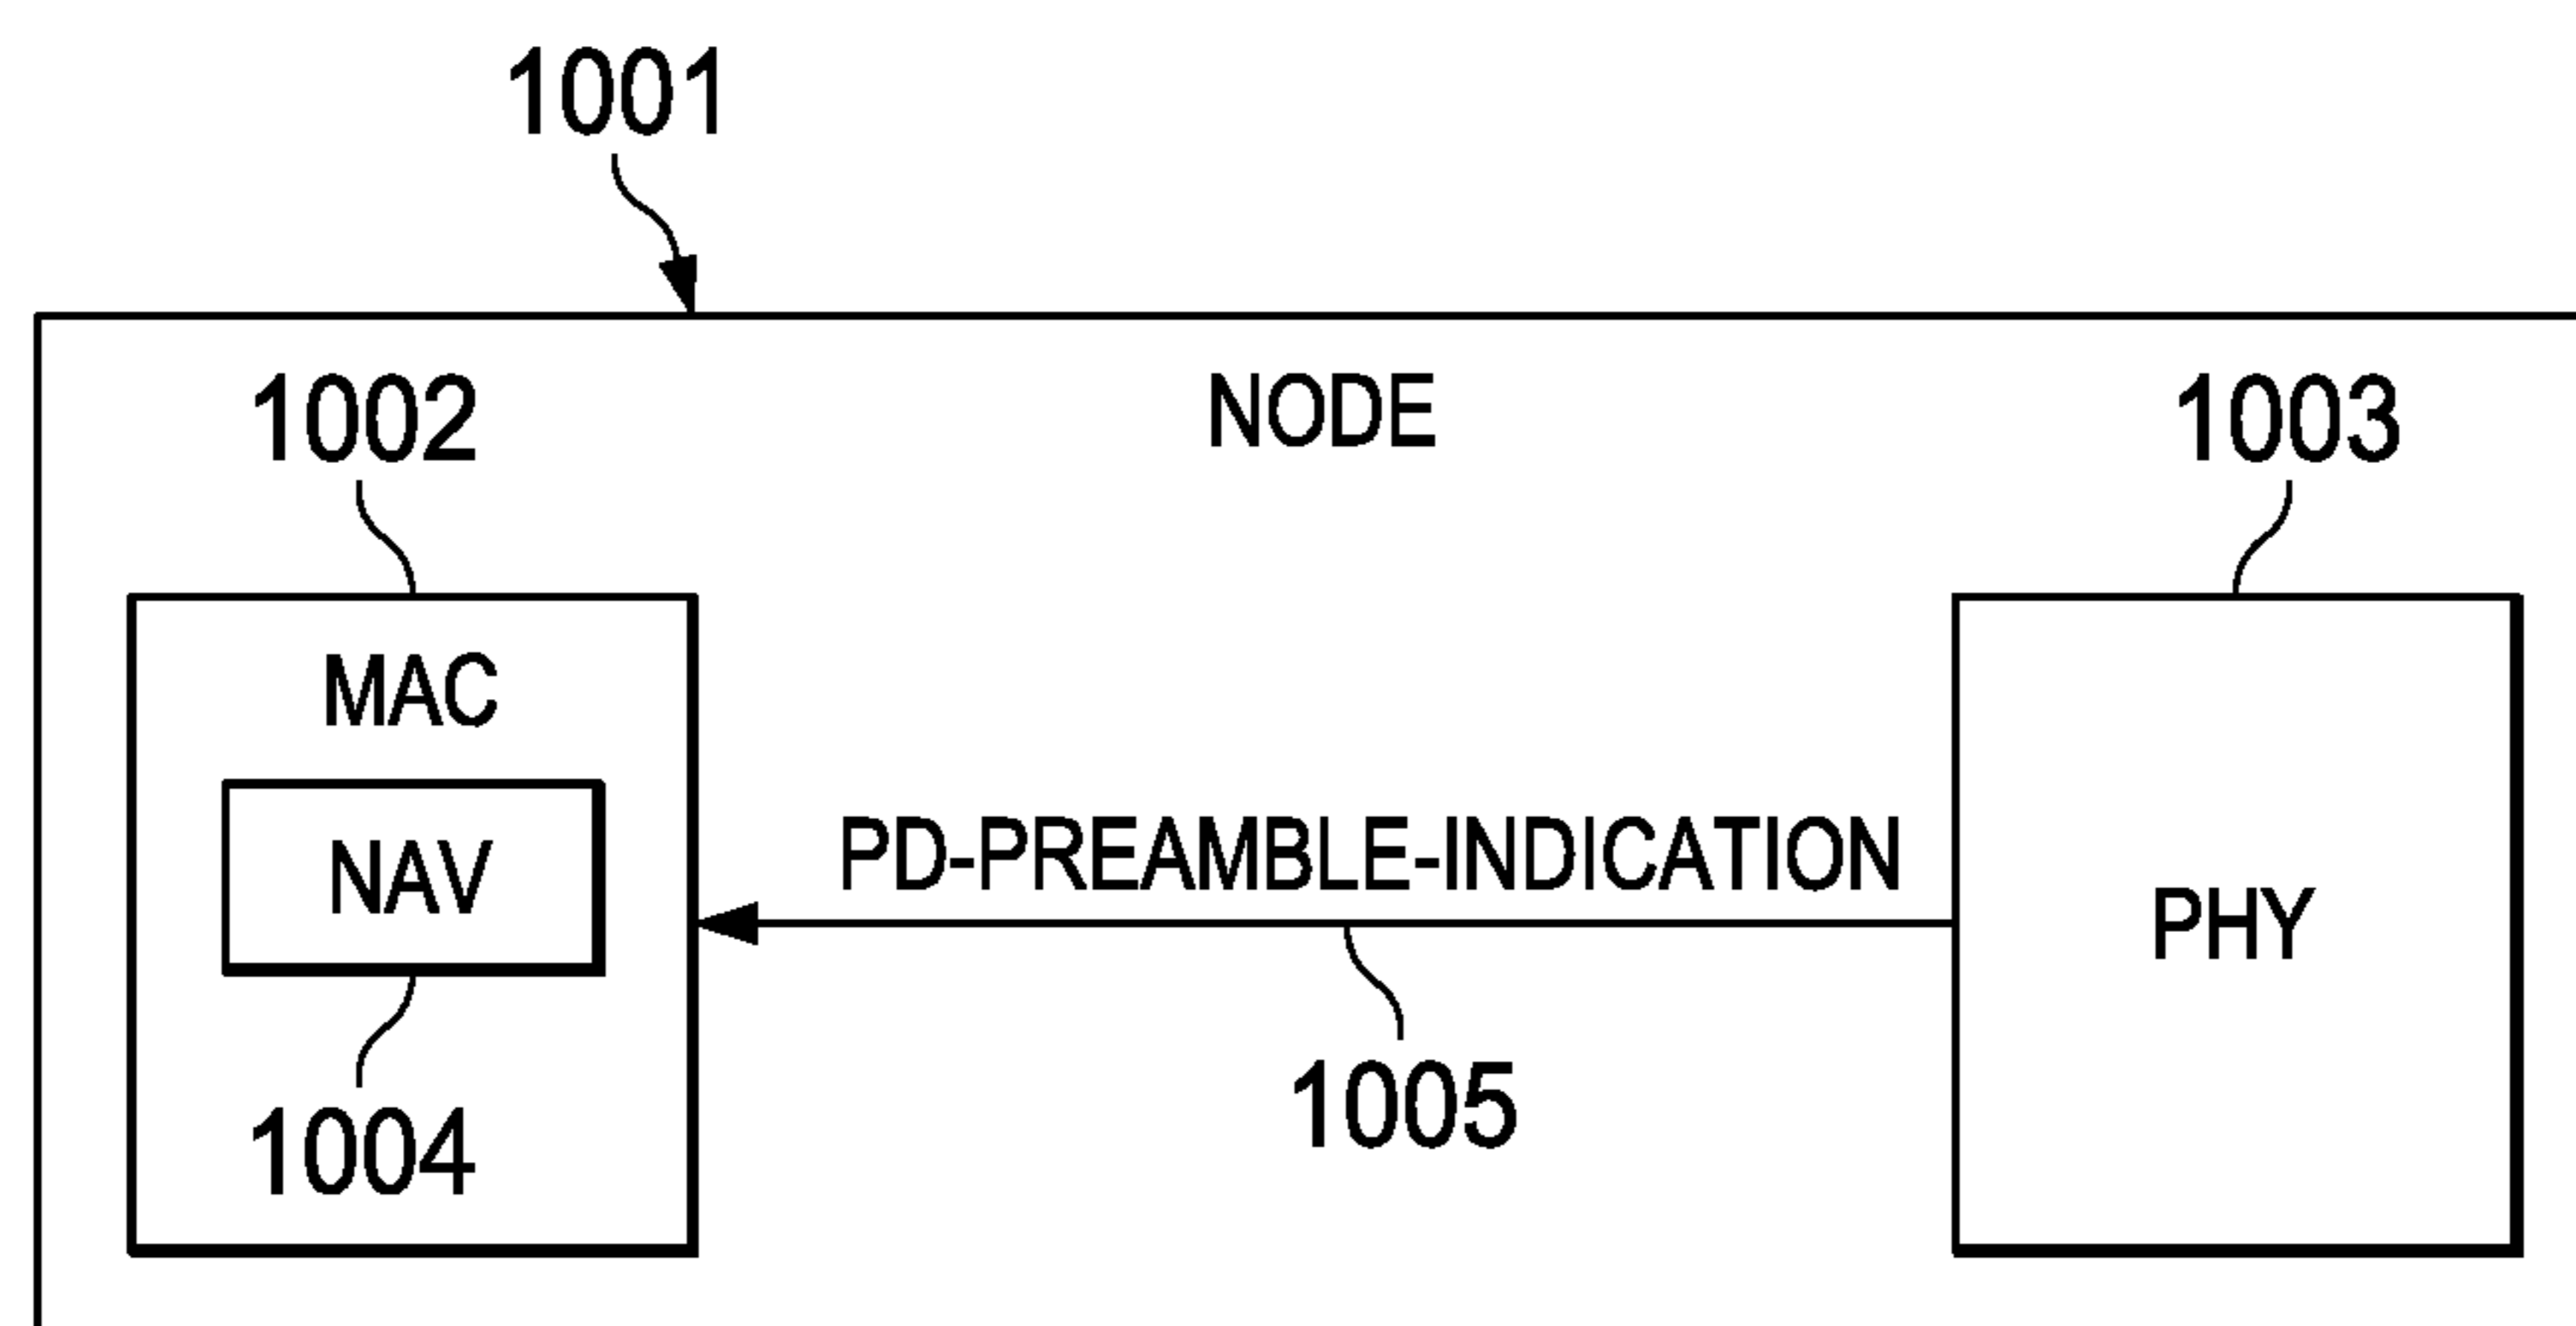 1001
NODE
1002
1003
MAC
NAV
PD-PREAMBLE-INDICATION
PHY
1005
1004